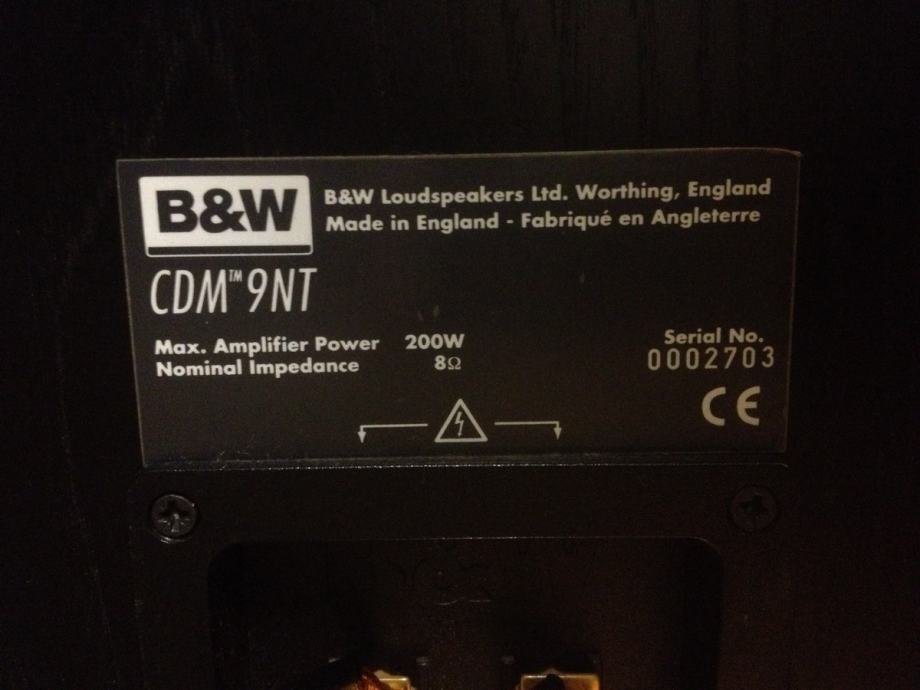 B&W
B&W Loudspeakers Ltd. Worthing, England
Made in England - Fabriqué en Angleterre
CDM™ 9NT
Max. Amplifier Power 200W
Nominal Impedance 8Ω
Serial No.
0002703
CE